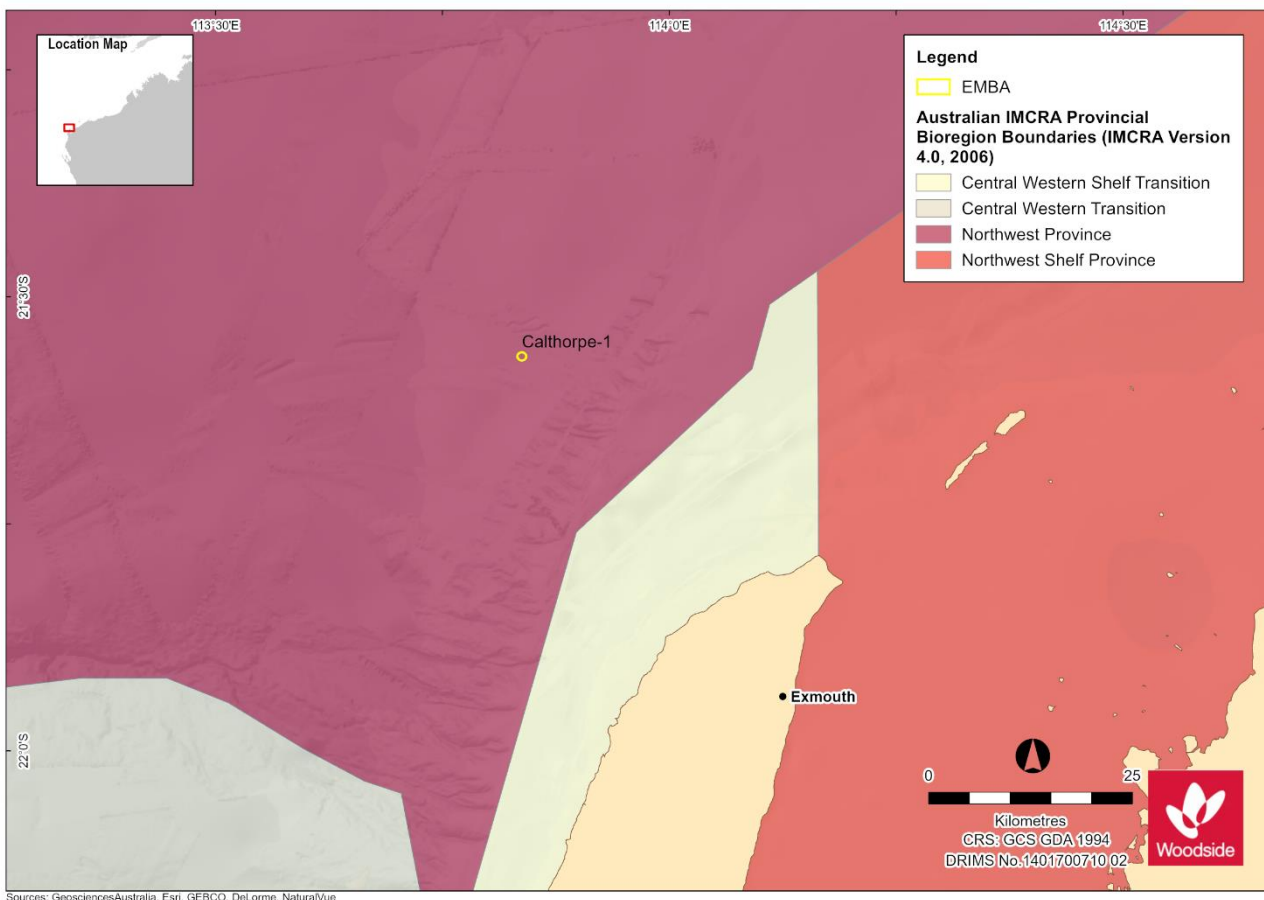 113°30'E
114°0'E
114°30'E
Location Map
Legend
EMBA
Australian IMCRA Provincial
Bioregion Boundaries (IMCRA Version
4.0, 2006)
Central Western Shelf Transition
Central Western Transition
Northwest Province
Northwest Shelf Province
21°30'S
Calthorpe-1
Exmouth
22°0'S
0
25
Kilometres
CRS: GCS GDA 1994
DRIMS No.1401700710 02
Woodside
Sources: GeosciencesAustralia, Esri, GEBCO, DeLorme, NaturalVue